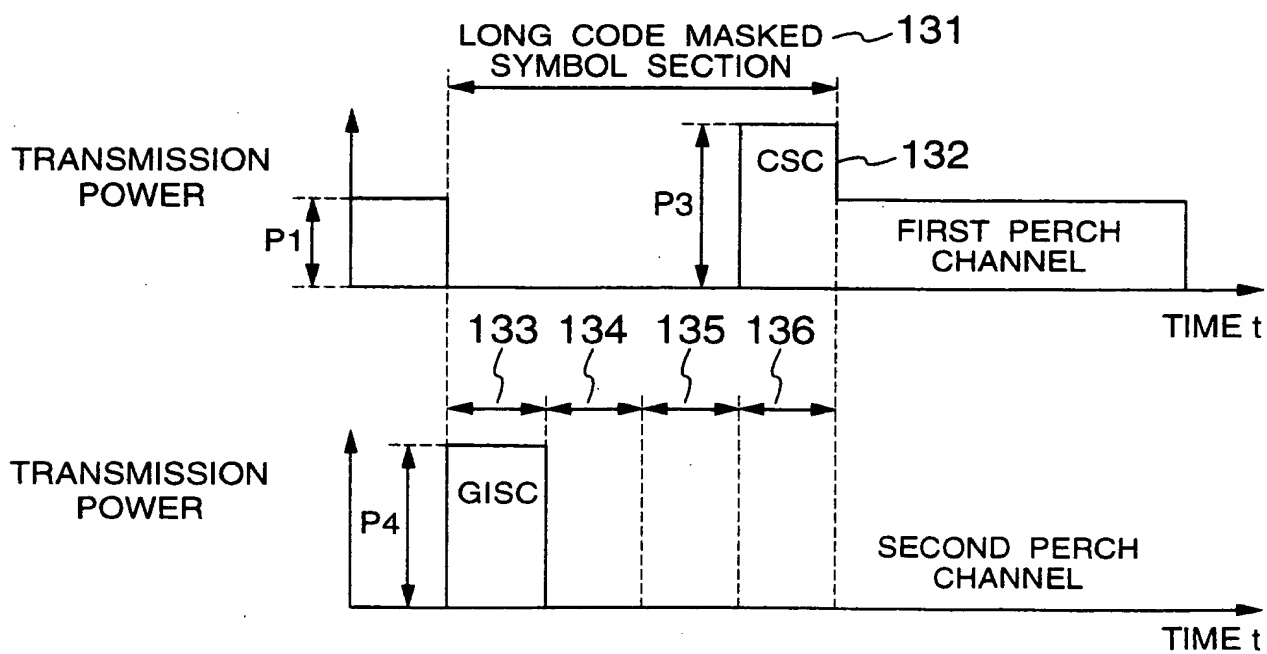 LONG CODE MASKED 131
SYMBOL SECTION
TRANSMISSION
POWER
P1
P3
CSC
132
FIRST PERCH
CHANNEL
TIME t
133 134 135 136
TRANSMISSION
POWER
P4
GISC
SECOND PERCH
CHANNEL
TIME t